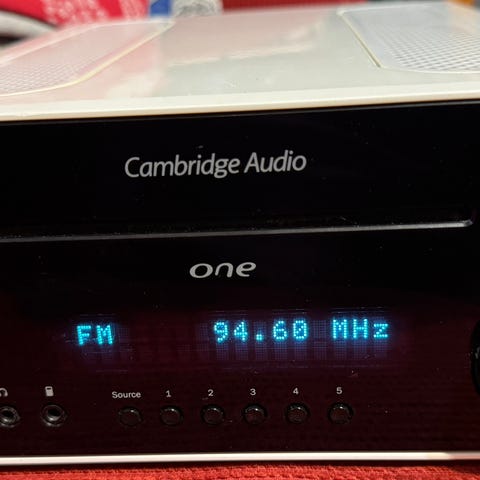 Cambridge Audio
one
FM 94.60 MHz
Source 1 2 3 4 5